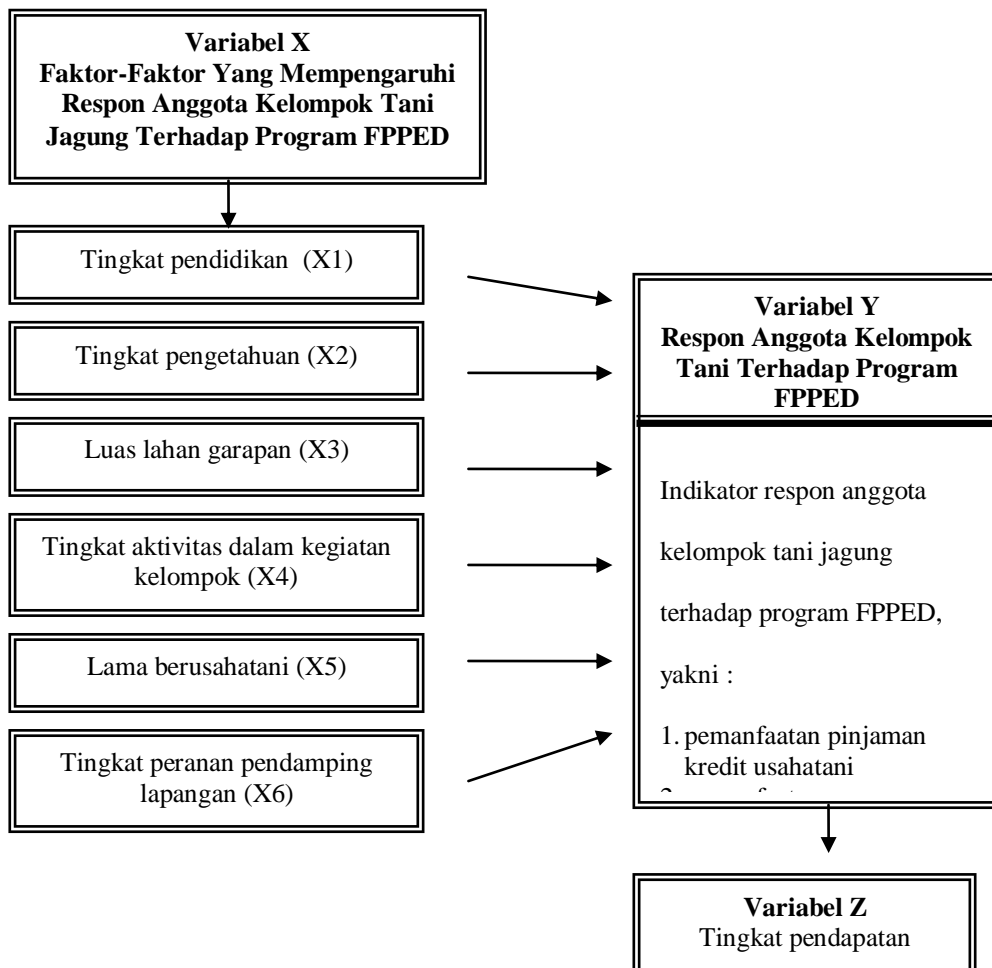 Variabel X
Faktor-Faktor Yang Mempengaruhi
Respon Anggota Kelompok Tani
Jagung Terhadap Program FPPED
Tingkat pendidikan (X1)
Tingkat pengetahuan (X2)
Luas lahan garapan (X3)
Tingkat aktivitas dalam kegiatan
kelompok (X4)
Lama berusahatani (X5)
Tingkat peranan pendamping
lapangan (X6)
Variabel Y
Respon Anggota Kelompok
Tani Terhadap Program
FPPED
Indikator respon anggota
kelompok tani jagung
terhadap program FPPED,
yakni :
1. pemanfaatan pinjaman
kredit usahatani
Variabel Z
Tingkat pendapatan